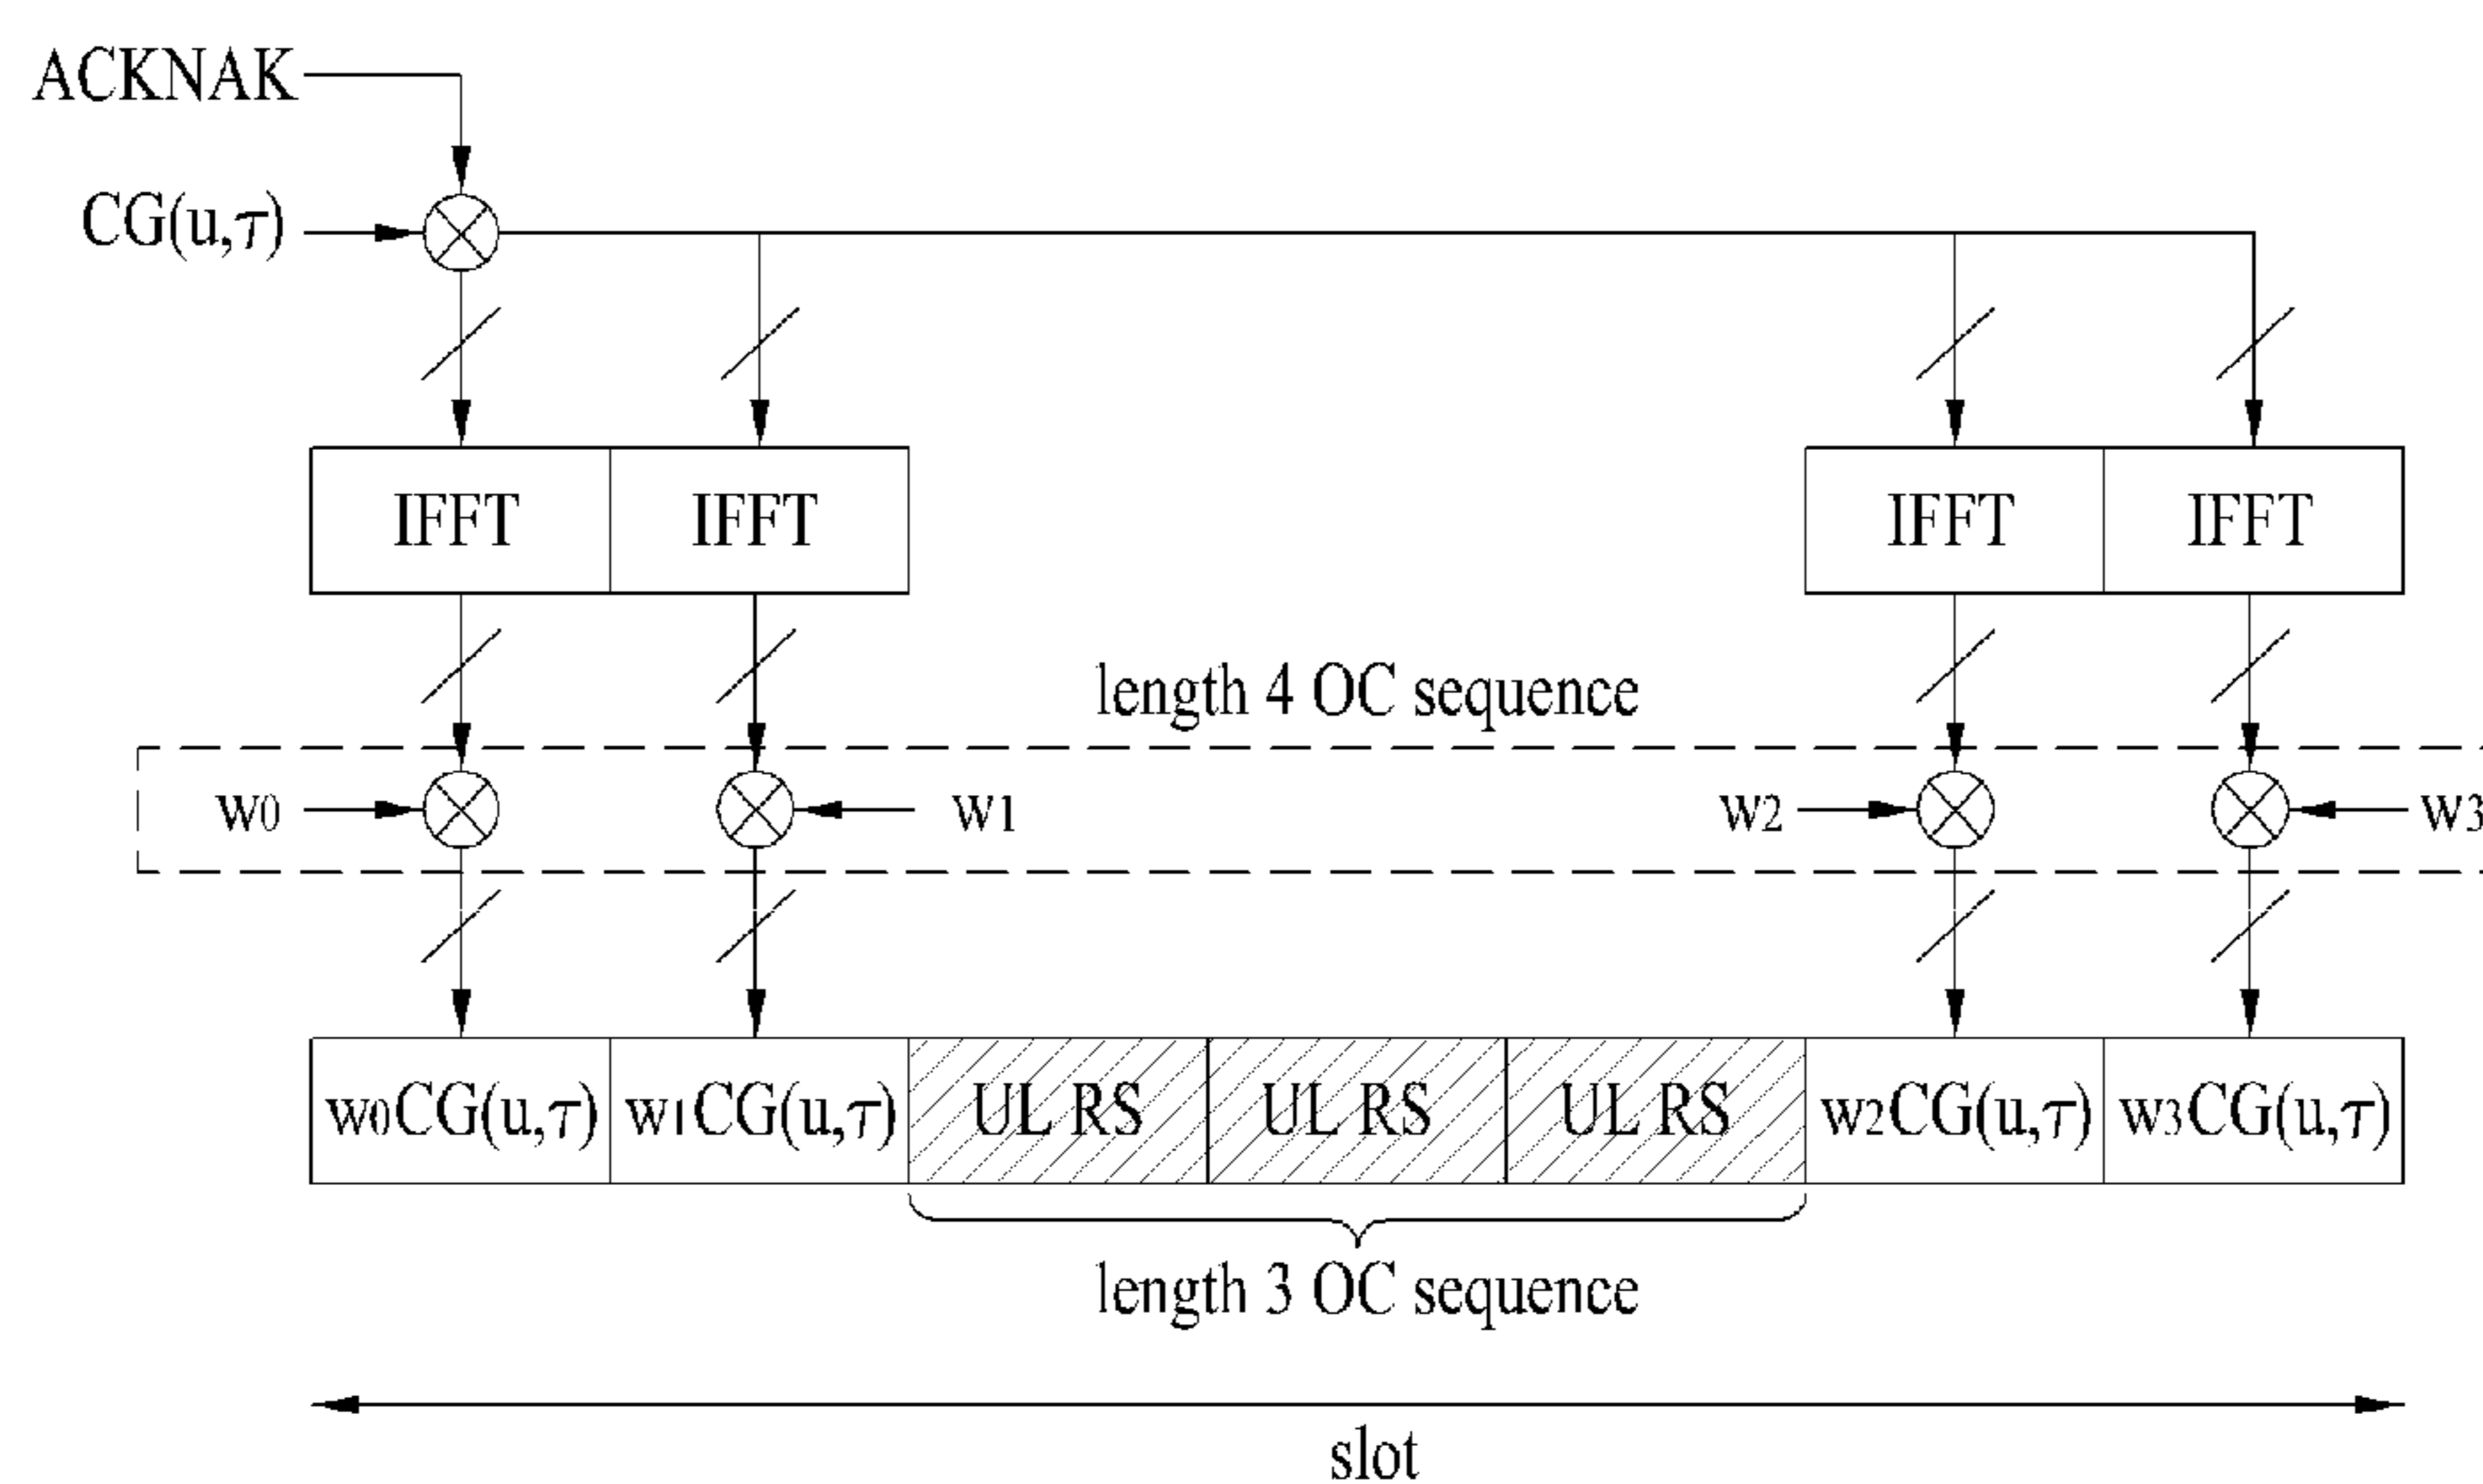 ACKNAK
CG(u,τ)
IFFT IFFT IFFT IFFT
length 4 OC sequence
w0 w1 w2 w3
w0CG(u,τ) w1CG(u,τ) UL RS UL RS UL RS w2CG(u,τ) w3CG(u,τ)
length 3 OC sequence
slot